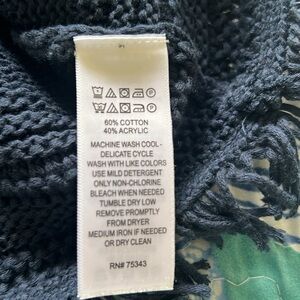 60% COTTON
40% ACRYLIC
MACHINE WASH COOL -
DELICATE CYCLE
WASH WITH LIKE COLORS
USE MILD DETERGENT
ONLY NON-CHLORINE
BLEACH WHEN NEEDED
TUMBLE DRY LOW
REMOVE PROMPTLY
FROM DRYER
MEDIUM IRON IF NEEDED
OR DRY CLEAN
RN# 75343